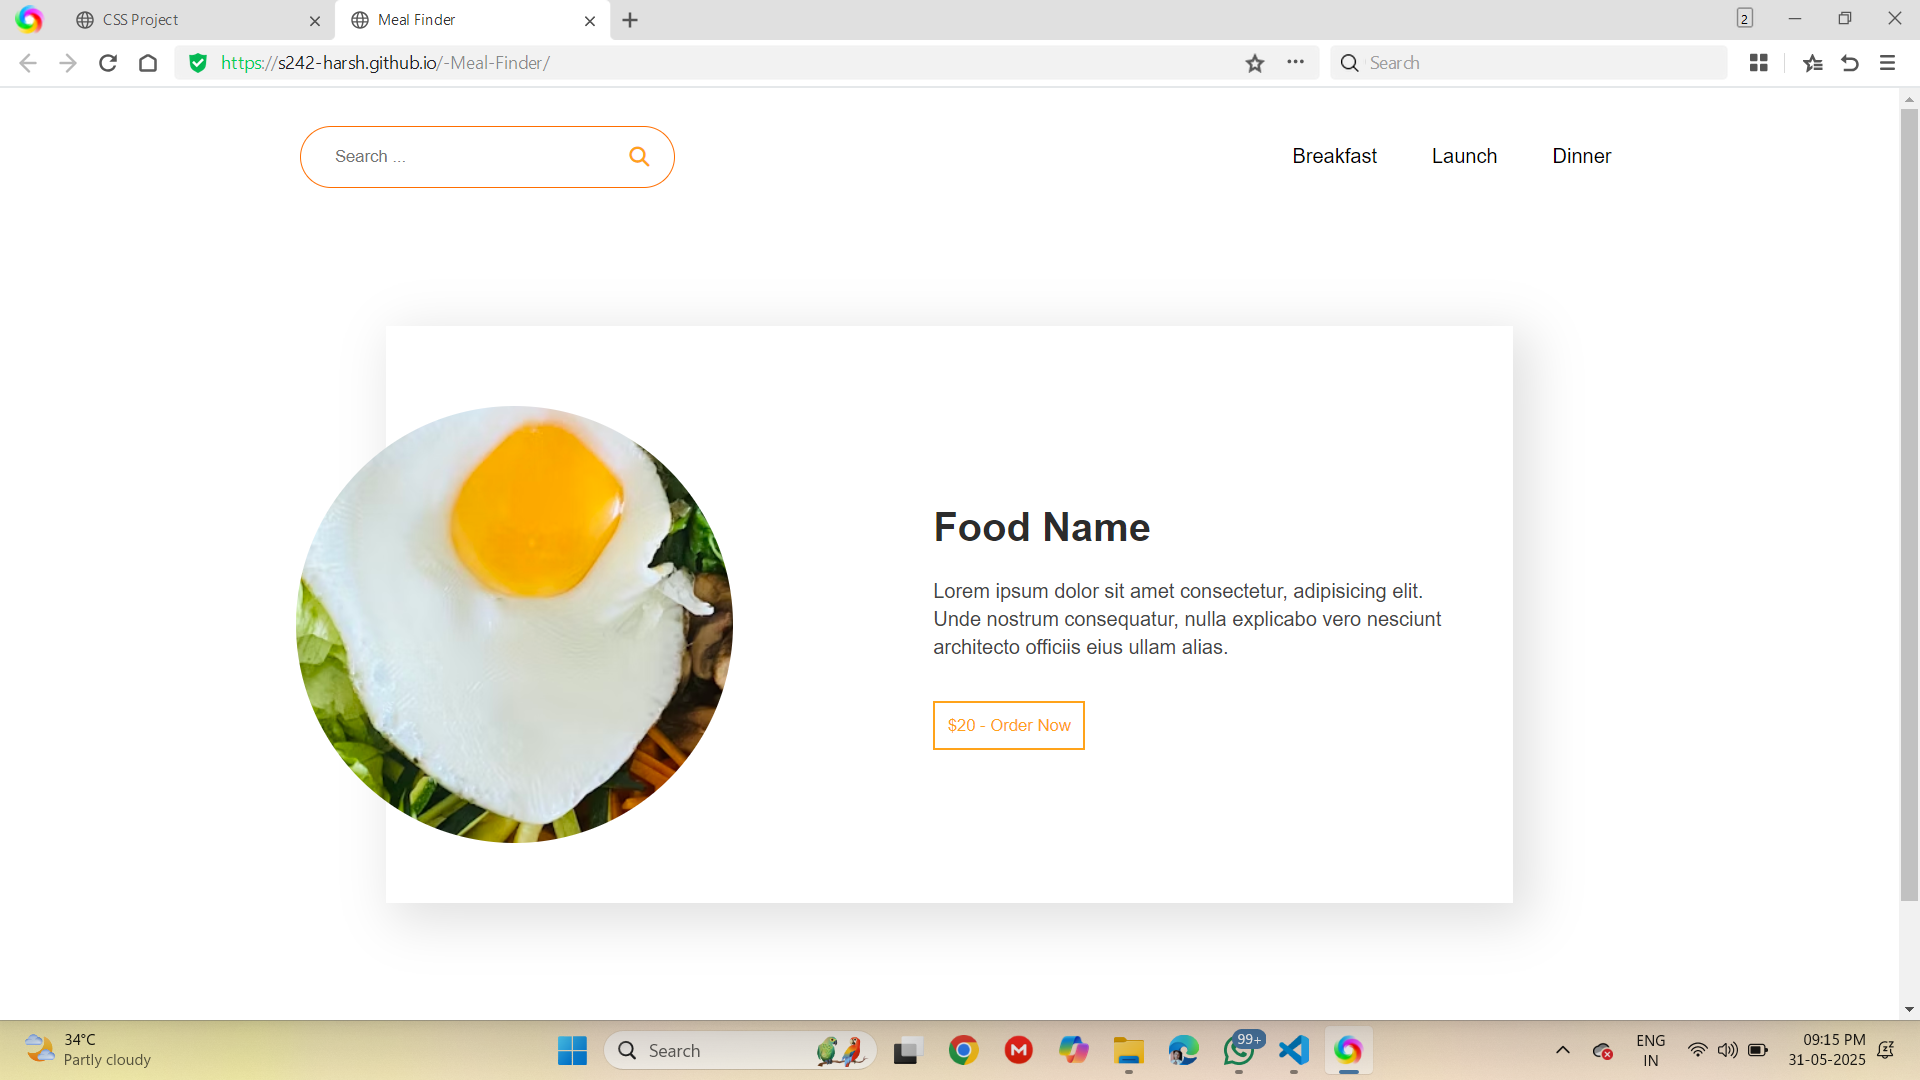 CSS Project
Meal Finder
2
https://s242-harsh.github.io/-Meal-Finder/
Search
Search ...
Breakfast
Launch
Dinner
Food Name
Lorem ipsum dolor sit amet consectetur, adipisicing elit.
Unde nostrum consequatur, nulla explicabo vero nesciunt
architecto officiis eius ullam alias.
$20 - Order Now
34°C
Partly cloudy
Search
99+
ENG
IN
09:15 PM
31-05-2025